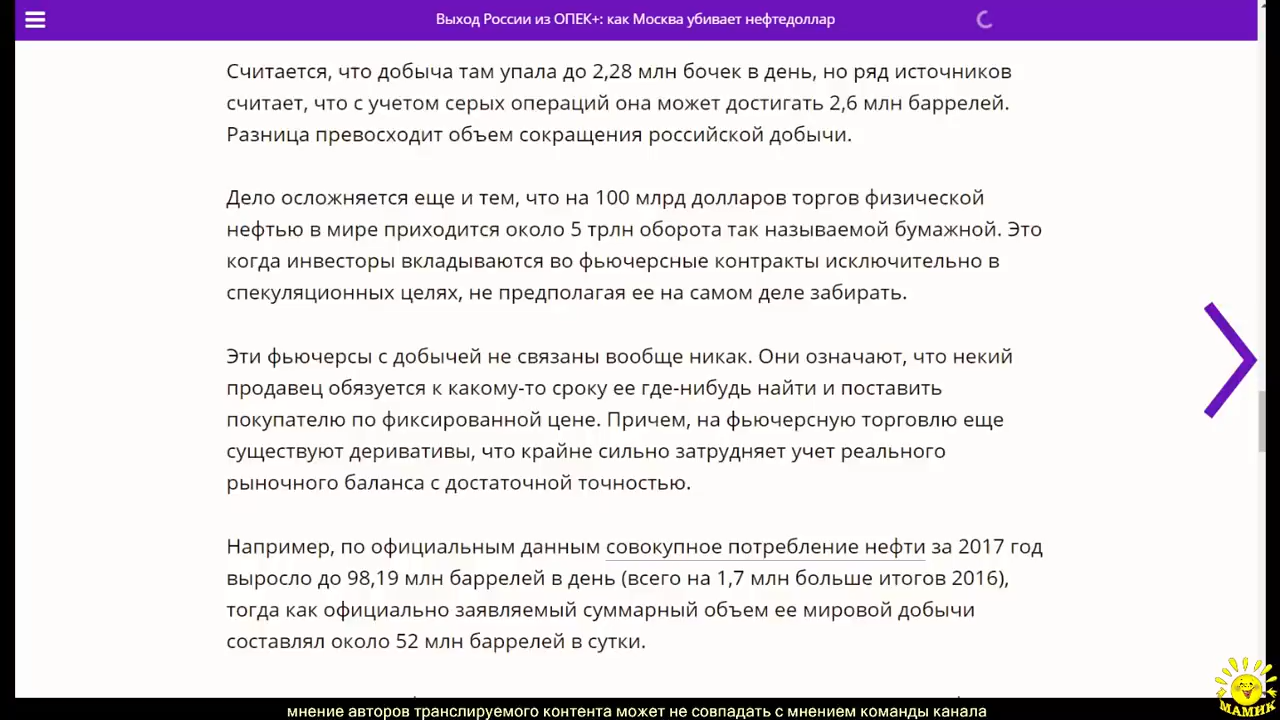 Выход России из ОПЕК+: как Москва убивает нефтедоллар
Считается, что добыча там упала до 2,28 млн бочек в день, но ряд источников
считает, что с учетом серых операций она может достигать 2,6 млн баррелей.
Разница превосходит объем сокращения российской добычи.
Дело осложняется еще и тем, что на 100 млрд долларов торгов физической
нефтью в мире приходится около 5 трлн оборота так называемой бумажной. Это
когда инвесторы вкладываются во фьючерсные контракты исключительно в
спекуляционных целях, не предполагая ее на самом деле забирать.
Эти фьючерсы с добычей не связаны вообще никак. Они означают, что некий
продавец обязуется к какому-то сроку ее где-нибудь найти и поставить
покупателю по фиксированной цене. Причем, на фьючерсную торговлю еще
существуют деривативы, что крайне сильно затрудняет учет реального
рыночного баланса с достаточной точностью.
Например, по официальным данным совокупное потребление нефти за 2017 год
выросло до 98,19 млн баррелей в день (всего на 1,7 млн больше итогов 2016),
тогда как официально заявляемый суммарный объем ее мировой добычи
составлял около 52 млн баррелей в сутки.
МАМИК
мнение авторов транслируемого контента может не совпадать с мнением команды канала